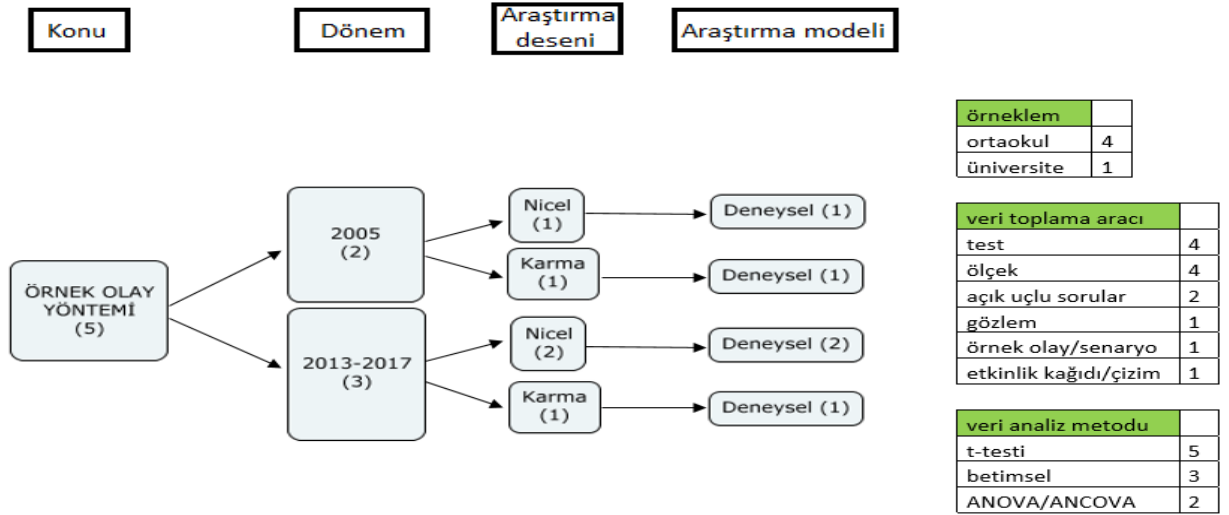 Konu
Dönem
Araştırma
deseni
Araştırma modeli
ÖRNEK OLAY
YÖNTEMİ
(5)
2005
(2)
2013-2017
(3)
Nicel
(1)
Karma
(1)
Nicel
(2)
Karma
(1)
Deneysel (1)
Deneysel (1)
Deneysel (2)
Deneysel (1)
örneklem
ortaokul 4
üniversite 1
veri toplama aracı
test 4
ölçek 4
açık uçlu sorular 2
gözlem 1
örnek olay/senaryo 1
etkinlik kağıdı/çizim 1
veri analiz metodu
t-testi 5
betimsel 3
ANOVA/ANCOVA 2